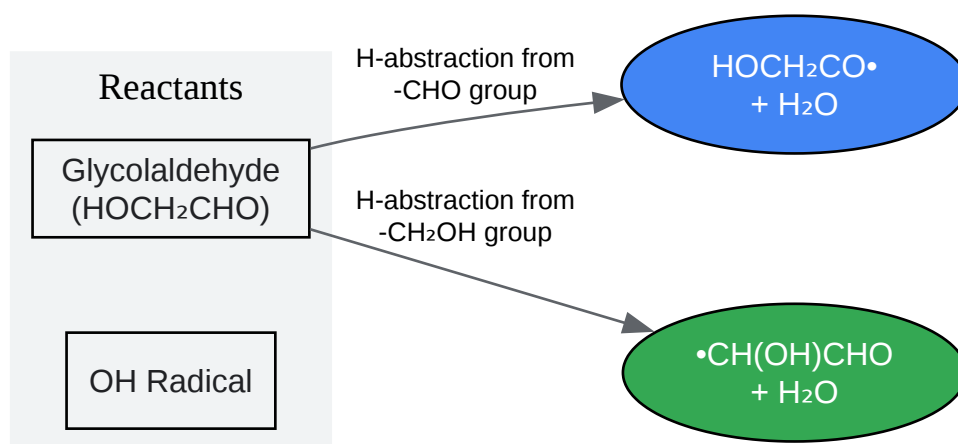 Reactants
Glycolaldehyde
(HOCH₂CHO)
OH Radical
H-abstraction from
-CHO group
H-abstraction from
-CH₂OH group
HOCH₂CO•
+ H₂O
•CH(OH)CHO
+ H₂O